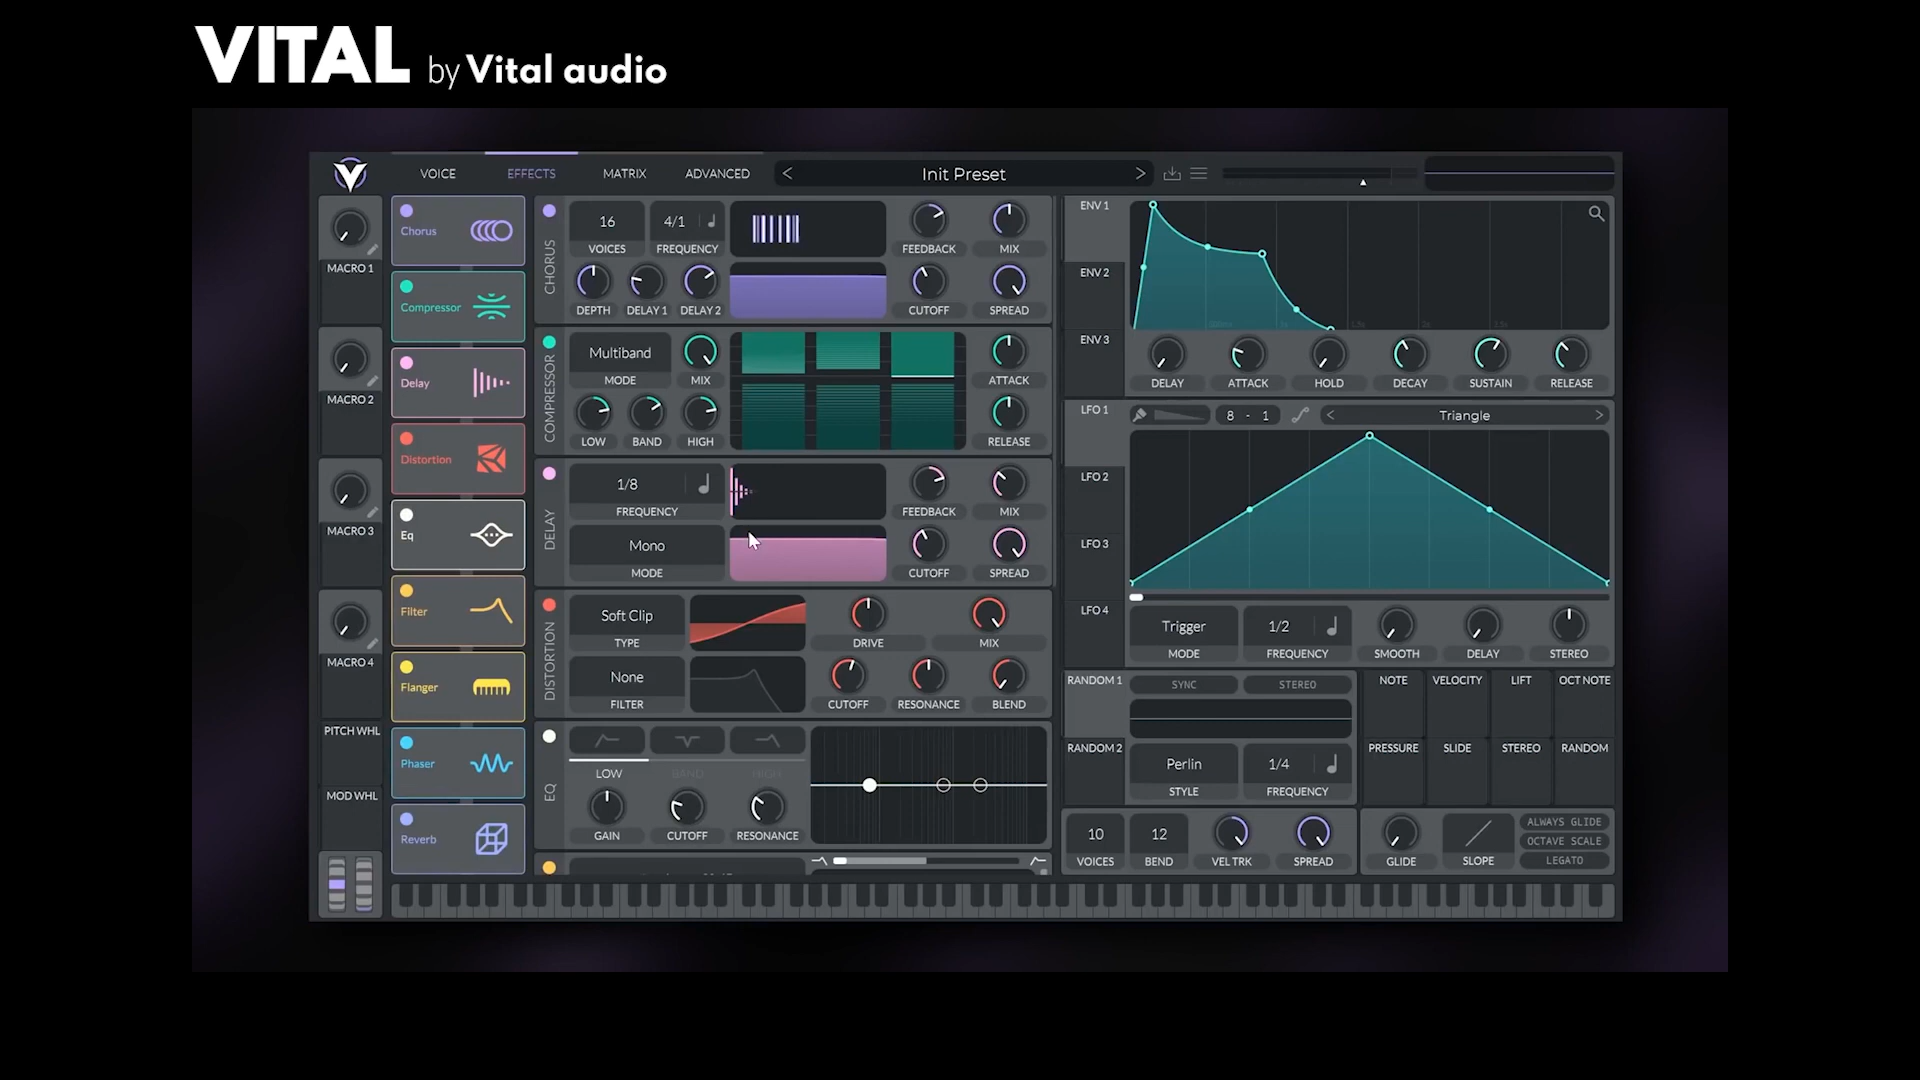 VITAL by Vital audio
VOICE
EFFECTS
MATRIX
ADVANCED
<
Init Preset
>
MACRO 1
MACRO 2
MACRO 3
MACRO 4
PITCH WHL
MOD WHL
Chorus
Compressor
Delay
Distortion
Eq
Filter
Flanger
Phaser
Reverb
CHORUS
16
4/1
VOICES
FREQUENCY
FEEDBACK
MIX
DEPTH
DELAY 1
DELAY 2
CUTOFF
SPREAD
COMPRESSOR
Multiband
MODE
MIX
ATTACK
LOW
BAND
HIGH
RELEASE
DELAY
1/8
FREQUENCY
FEEDBACK
MIX
Mono
MODE
CUTOFF
SPREAD
DISTORTION
Soft Clip
TYPE
DRIVE
MIX
None
FILTER
CUTOFF
RESONANCE
BLEND
EQ
LOW
BAND
HIGH
GAIN
CUTOFF
RESONANCE
ENV 1
ENV 2
ENV 3
DELAY
ATTACK
HOLD
DECAY
SUSTAIN
RELEASE
LFO 1
LFO 2
LFO 3
LFO 4
8 - 1
<
Triangle
>
Trigger
MODE
1/2
FREQUENCY
SMOOTH
DELAY
STEREO
RANDOM 1
RANDOM 2
SYNC
STEREO
Perlin
STYLE
1/4
FREQUENCY
NOTE
VELOCITY
LIFT
OCT NOTE
PRESSURE
SLIDE
STEREO
RANDOM
10
VOICES
12
BEND
VEL TRK
SPREAD
GLIDE
SLOPE
ALWAYS GLIDE
OCTAVE SCALE
LEGATO